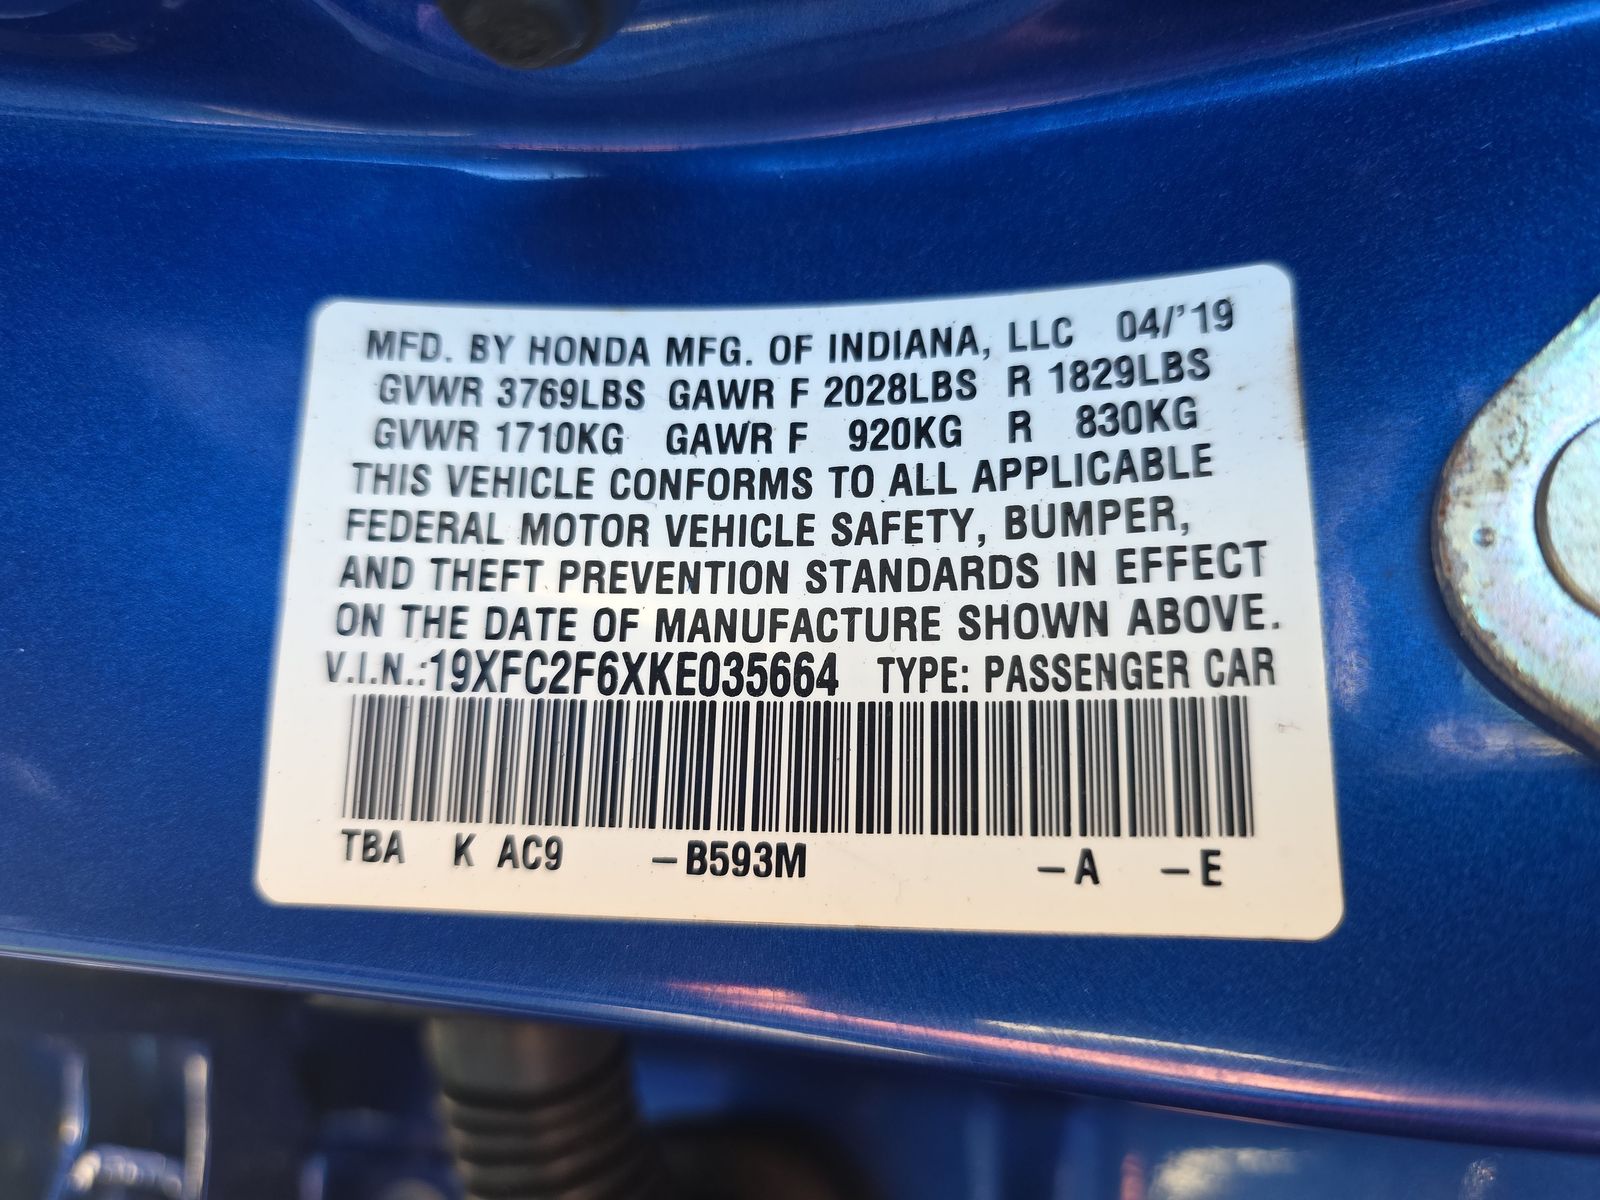 MFD. BY HONDA MFG. OF INDIANA, LLC 04/'19
GVWR 3769LBS GAWR F 2028LBS R 1829LBS
GVWR 1710KG GAWR F 920KG R 830KG
THIS VEHICLE CONFORMS TO ALL APPLICABLE
FEDERAL MOTOR VEHICLE SAFETY, BUMPER,
AND THEFT PREVENTION STANDARDS IN EFFECT
ON THE DATE OF MANUFACTURE SHOWN ABOVE.
V.I.N.:19XFC2F6XKE035664 TYPE: PASSENGER CAR
TBA K AC9 –B593M –A –E